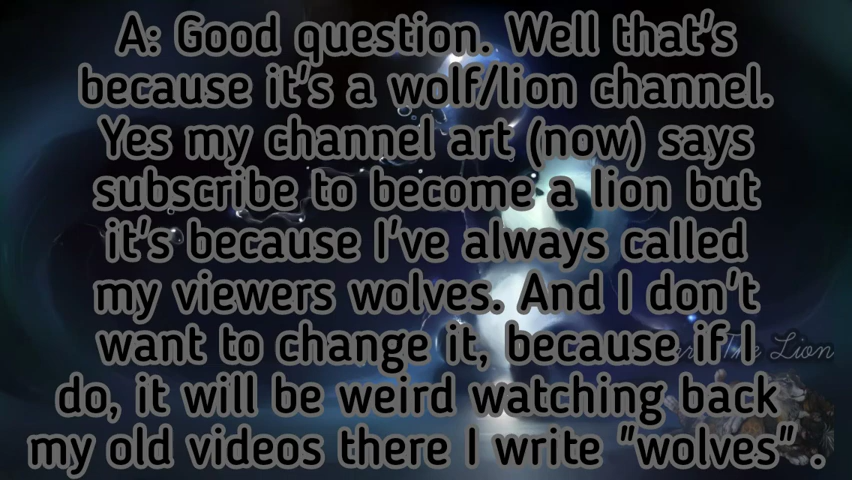 A: Good question. Well that's
because it's a wolf/lion channel.
Yes my channel art (now) says
subscribe to become a lion but
it's because I've always called
my viewers wolves. And I don't
want to change it, because if I
do, it will be weird watching back
my old videos there I write "wolves" .
The Lion